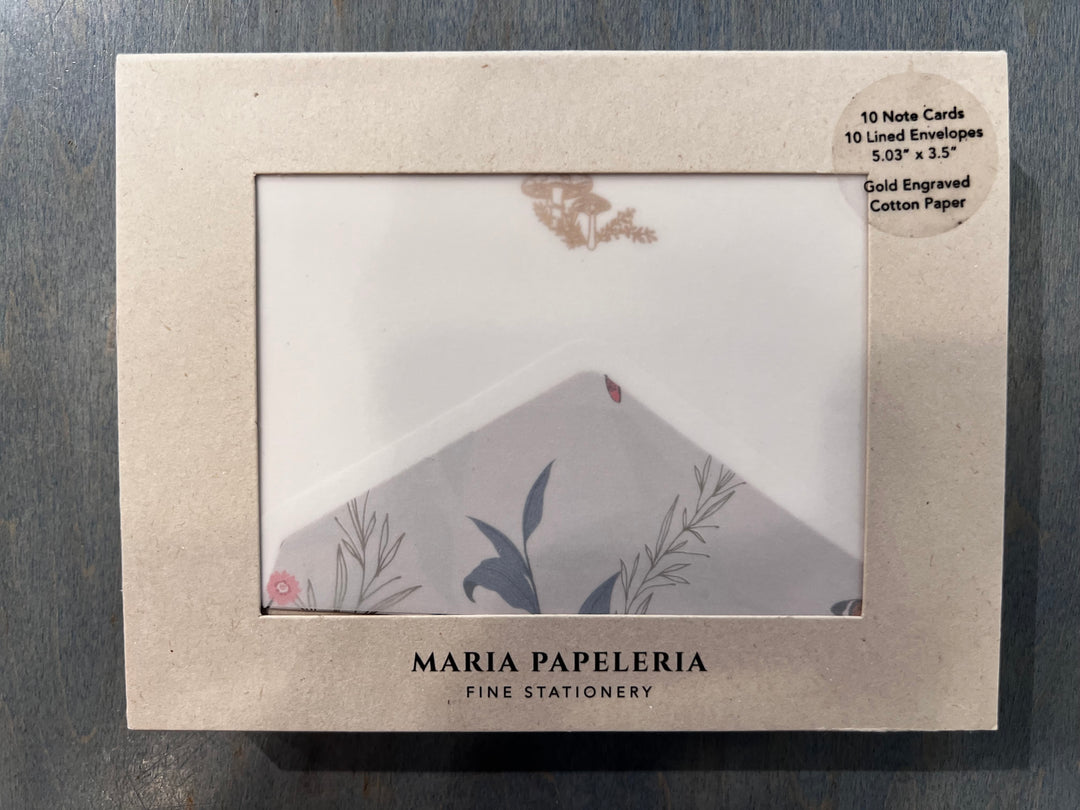 10 Note Cards
10 Lined Envelopes
5.03" x 3.5"
Gold Engraved
Cotton Paper
MARIA PAPELERIA
FINE STATIONERY